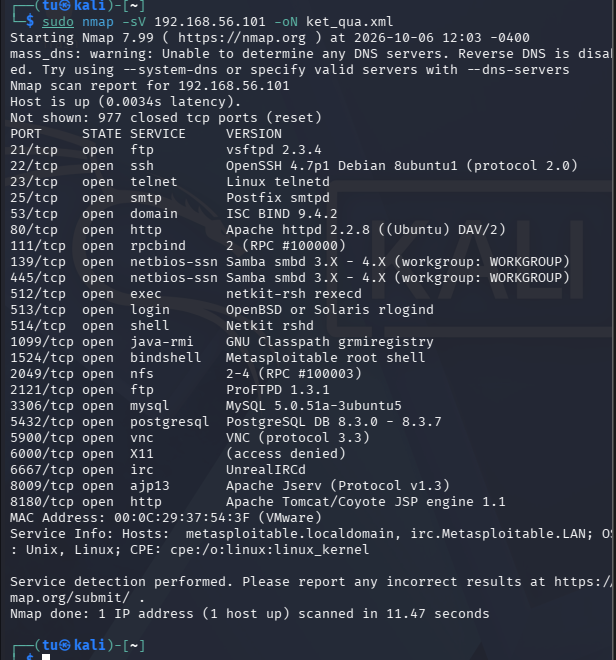 ┌──(tu㉿kali)-[~]
└─$ sudo nmap -sV 192.168.56.101 -oN ket_qua.xml
Starting Nmap 7.99 ( https://nmap.org ) at 2026-10-06 12:03 -0400
mass_dns: warning: Unable to determine any DNS servers. Reverse DNS is disabl
ed. Try using --system-dns or specify valid servers with --dns-servers
Nmap scan report for 192.168.56.101
Host is up (0.0034s latency).
Not shown: 977 closed tcp ports (reset)
PORT     STATE SERVICE     VERSION
21/tcp   open  ftp         vsftpd 2.3.4
22/tcp   open  ssh         OpenSSH 4.7p1 Debian 8ubuntu1 (protocol 2.0)
23/tcp   open  telnet      Linux telnetd
25/tcp   open  smtp        Postfix smtpd
53/tcp   open  domain      ISC BIND 9.4.2
80/tcp   open  http        Apache httpd 2.2.8 ((Ubuntu) DAV/2)
111/tcp  open  rpcbind     2 (RPC #100000)
139/tcp  open  netbios-ssn Samba smbd 3.X - 4.X (workgroup: WORKGROUP)
445/tcp  open  netbios-ssn Samba smbd 3.X - 4.X (workgroup: WORKGROUP)
512/tcp  open  exec        netkit-rsh rexecd
513/tcp  open  login       OpenBSD or Solaris rlogind
514/tcp  open  shell       Netkit rshd
1099/tcp open  java-rmi    GNU Classpath grmiregistry
1524/tcp open  bindshell   Metasploitable root shell
2049/tcp open  nfs         2-4 (RPC #100003)
2121/tcp open  ftp         ProFTPD 1.3.1
3306/tcp open  mysql       MySQL 5.0.51a-3ubuntu5
5432/tcp open  postgresql  PostgreSQL DB 8.3.0 - 8.3.7
5900/tcp open  vnc         VNC (protocol 3.3)
6000/tcp open  X11         (access denied)
6667/tcp open  irc         UnrealIRCd
8009/tcp open  ajp13       Apache Jserv (Protocol v1.3)
8180/tcp open  http        Apache Tomcat/Coyote JSP engine 1.1
MAC Address: 00:0C:29:37:54:3F (VMware)
Service Info: Hosts:  metasploitable.localdomain, irc.Metasploitable.LAN; OS
: Unix, Linux; CPE: cpe:/o:linux:linux_kernel

Service detection performed. Please report any incorrect results at https:/
map.org/submit/ .
Nmap done: 1 IP address (1 host up) scanned in 11.47 seconds

┌──(tu㉿kali)-[~]
└─$
KALI